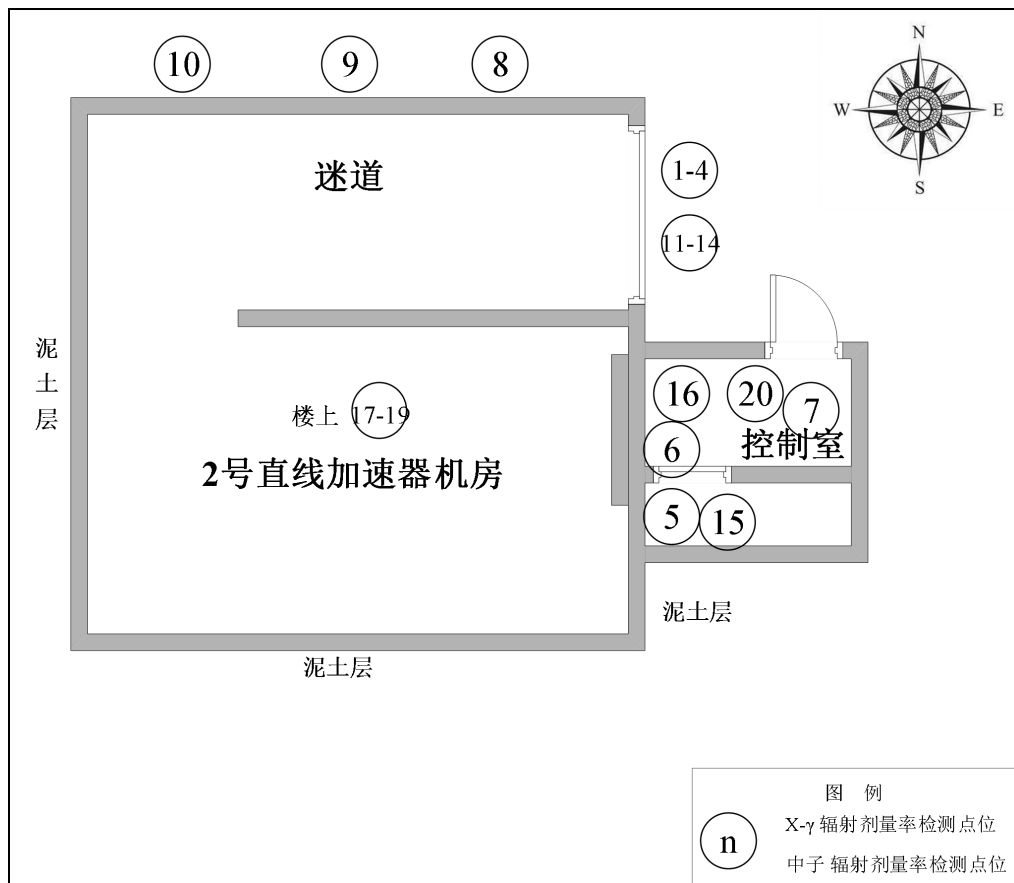 N
W
E
S
10
9
8
迷道
1-4
11-14
泥
土
层
16
20
7
楼上 17-19
控制室
6
2号直线加速器机房
5
15
泥土层
泥土层
图 例
n
X-γ 辐射剂量率检测点位
中子 辐射剂量率检测点位